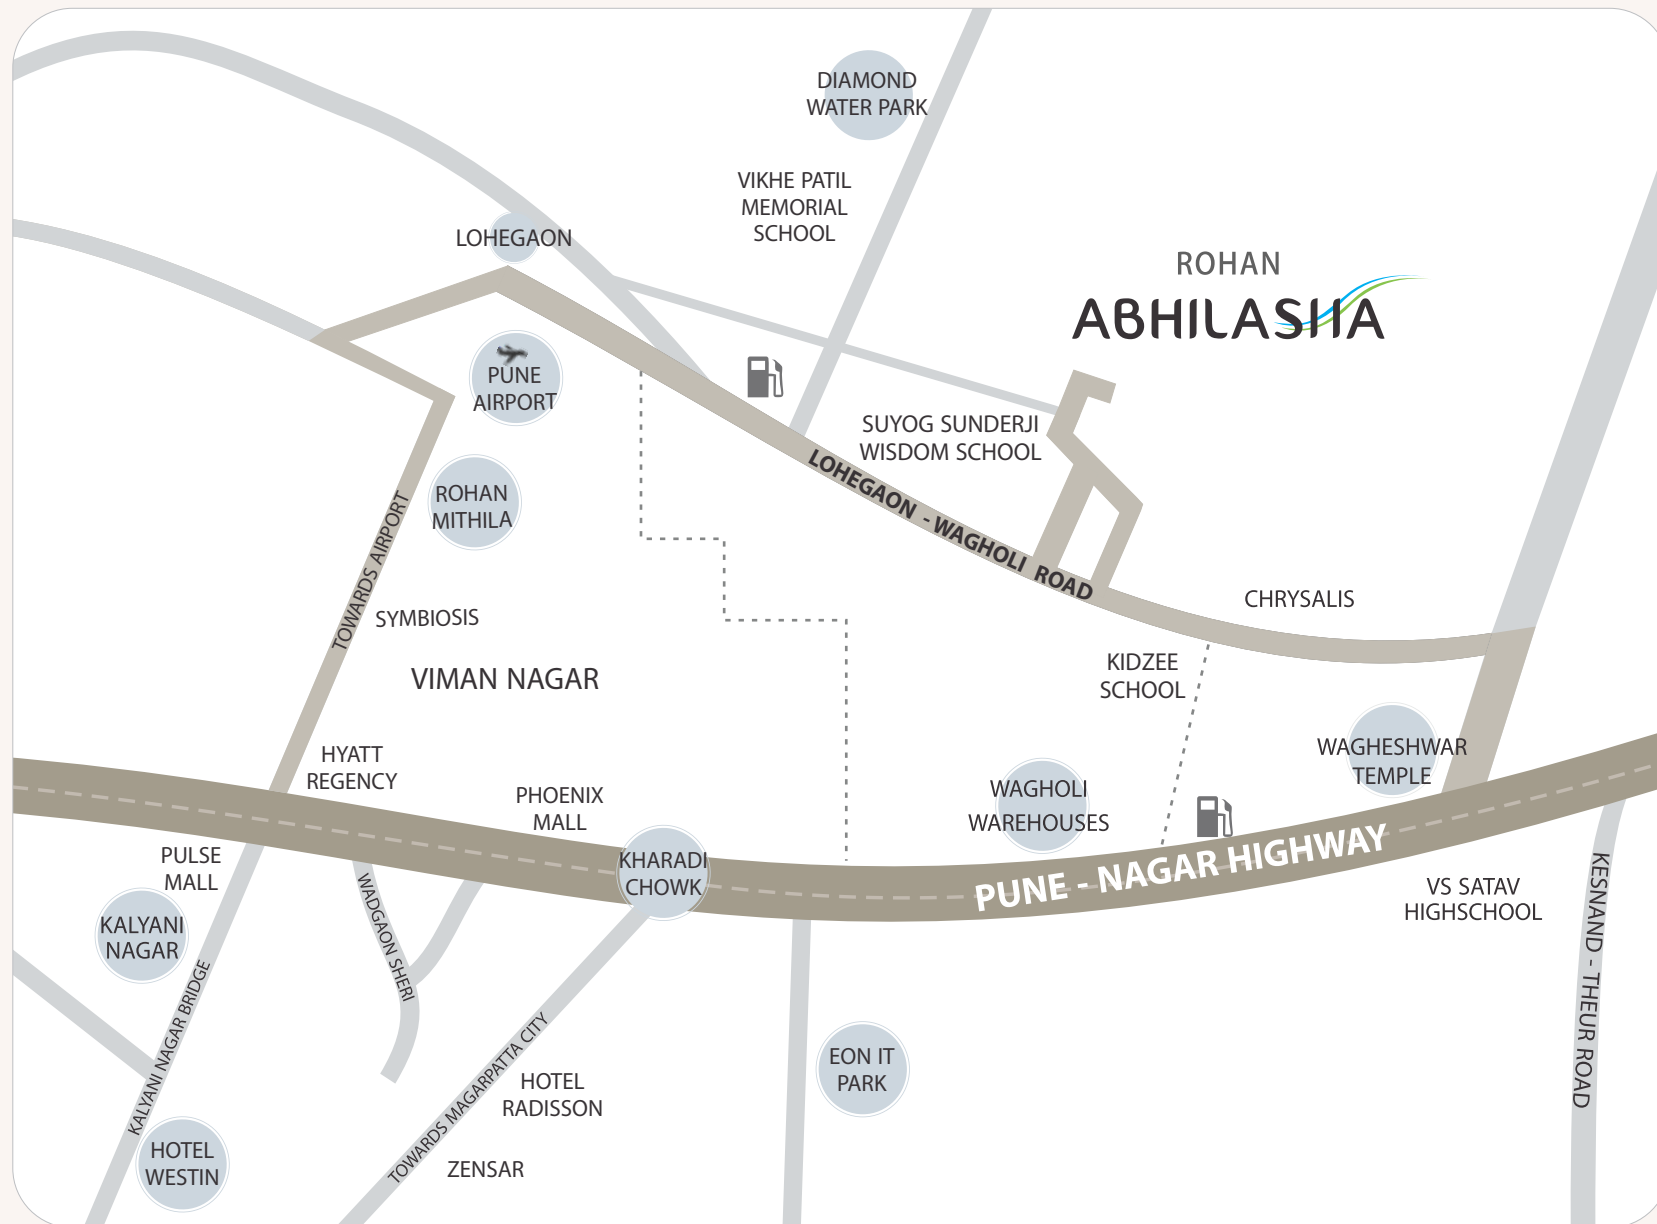 DIAMOND
WATER PARK
VIKHE PATIL
MEMORIAL
SCHOOL
LOHEGAON
ROHAN
ABHILASHA
PUNE
AIRPORT
SUYOG SUNDERJI
WISDOM SCHOOL
LOHEGAON - WAGHOLI ROAD
ROHAN
MITHILA
TOWARDS AIRPORT
SYMBIOSIS
CHRYSALIS
VIMAN NAGAR
KIDZEE
SCHOOL
HYATT
REGENCY
WAGHESHWAR
TEMPLE
PHOENIX
MALL
WAGHOLI
WAREHOUSES
PULSE
MALL
KHARADI
CHOWK
PUNE - NAGAR HIGHWAY
VS SATAV
HIGHSCHOOL
KALYANI
NAGAR
WADGAON SHERI
KESNAND - THEUR ROAD
KALYANI NAGAR BRIDGE
TOWARDS MAGARPATTA CITY
EON IT
PARK
HOTEL
RADISSON
HOTEL
WESTIN
ZENSAR